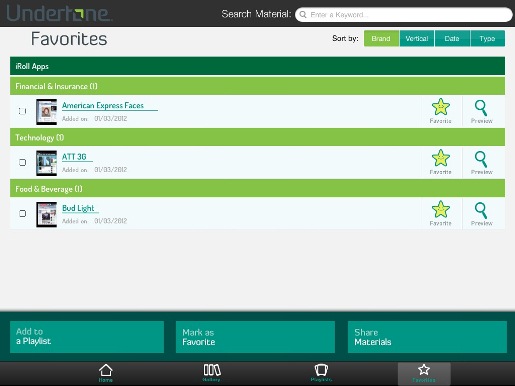 Undertone
Search Material: Enter a Keyword...
Favorites
Sort by: Brand Vertical Date Type
iRoll Apps
Financial & Insurance (1)
American Express Faces
Added on: 01/03/2012
Favorite Preview
Technology (1)
ATT 3G
Added on: 01/03/2012
Favorite Preview
Food & Beverage (1)
Bud Light
Added on: 01/03/2012
Favorite Preview
Add to
a Playlist
Mark as
Favorite
Share
Materials
Home Gallery Playlists Favorites